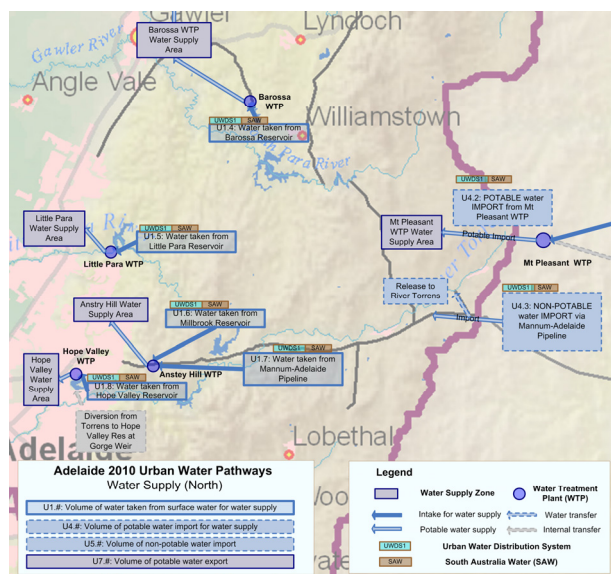 Gawler
Lyndoch
Barossa WTP
Water Supply
Area
Gawler River
Angle Vale
Barossa
WTP
Williamstown
UWDS1 SAW
U1.4: Water taken from
Barossa Reservoir
Para River
UWDS1 SAW
U4.2: POTABLE water
IMPORT from Mt
Pleasant WTP
Little Para
Water Supply
Area
UWDS1 SAW
U1.5: Water taken from
Little Para Reservoir
Little Para WTP
Mt Pleasant
WTP Water
Supply Area
Potable Import
Mt Pleasant WTP
Release to
River Torrens
UWDS1 SAW
U4.3: NON-POTABLE
water IMPORT via
Mannum-Adelaide
Pipeline
Import
Anstry Hill Water
Supply Area
UWDS1 SAW
U1.6: Water taken from
Millbrook Reservoir
Hope Valley
WTP
Hope
Valley
Water
Supply
Area
UWDS1 SAW
U1.7: Water taken from
Mannum-Adelaide
Pipeline
Anstey Hill WTP
UWDS1 SAW
U1.8: Water taken from
Hope Valley Reservoir
Diversion from
Torrens to Hope
Valley Res at
Gorge Weir
Adelaide
Lobethal
Adelaide 2010 Urban Water Pathways
Water Supply (North)
U1.#: Volume of water taken from surface water for water supply
U4.#: Volume of potable water import for water supply
U5.#: Volume of non-potable water import
U7.#: Volume of potable water export
Legend
Water Supply Zone
Water Treatment
Plant (WTP)
Intake for water supply
Water transfer
Potable water supply
Internal transfer
UWDS1 Urban Water Distribution System
SAW South Australia Water (SAW)